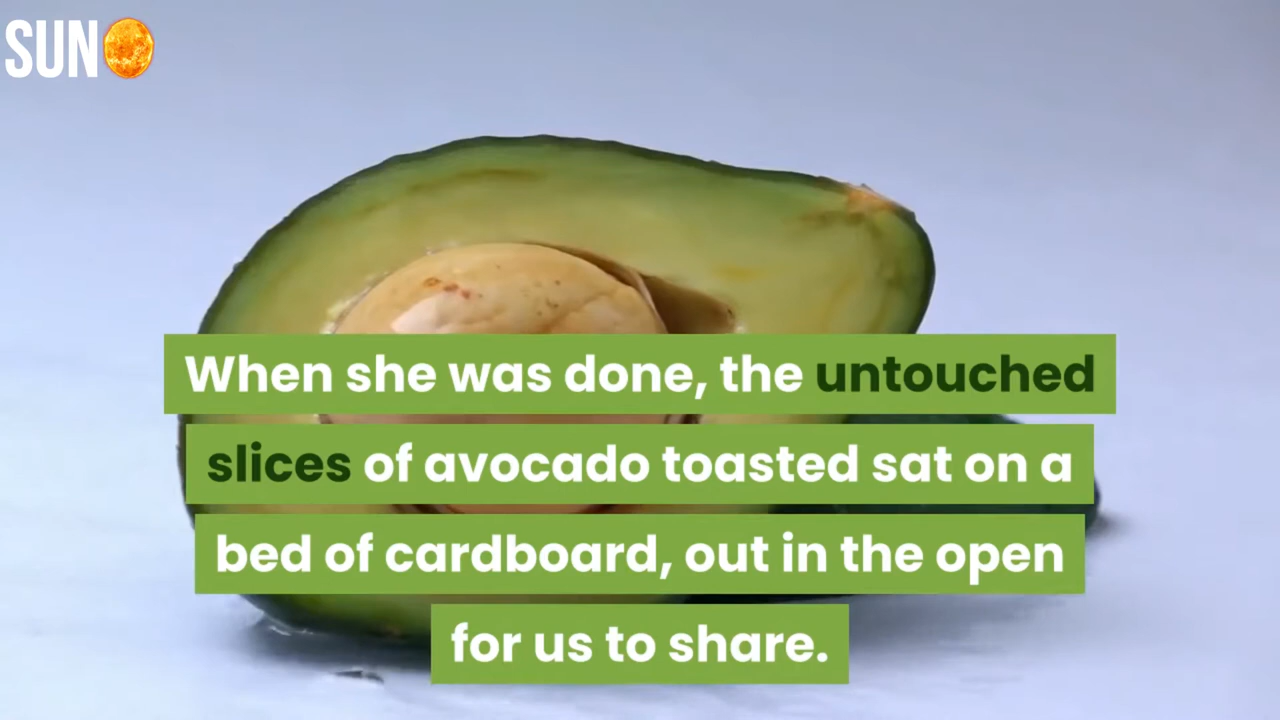 SUN
When she was done, the untouched
slices of avocado toasted sat on a
bed of cardboard, out in the open
for us to share.